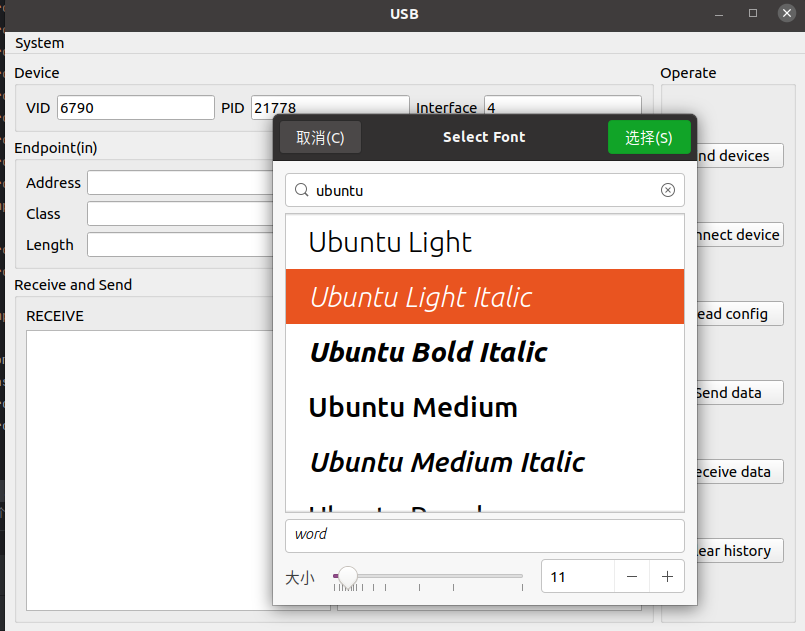 USB
System
Device
Operate
VID 6790 PID 21778 Interface 4
取消(C) Select Font 选择(S)
Endpoint(in)
nd devices
Address
ubuntu
Class
Ubuntu Light
nnect device
Length
Receive and Send
Ubuntu Light Italic
RECEIVE
ead config
Ubuntu Bold Italic
Send data
Ubuntu Medium
Ubuntu Medium Italic
eceive data
word
ear history
大小 11